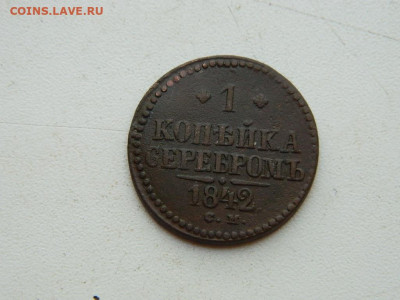 COINS.LAVE.RU
1
КОПѢЙКА
СЕРЕБРОМЪ
1842
С. М.